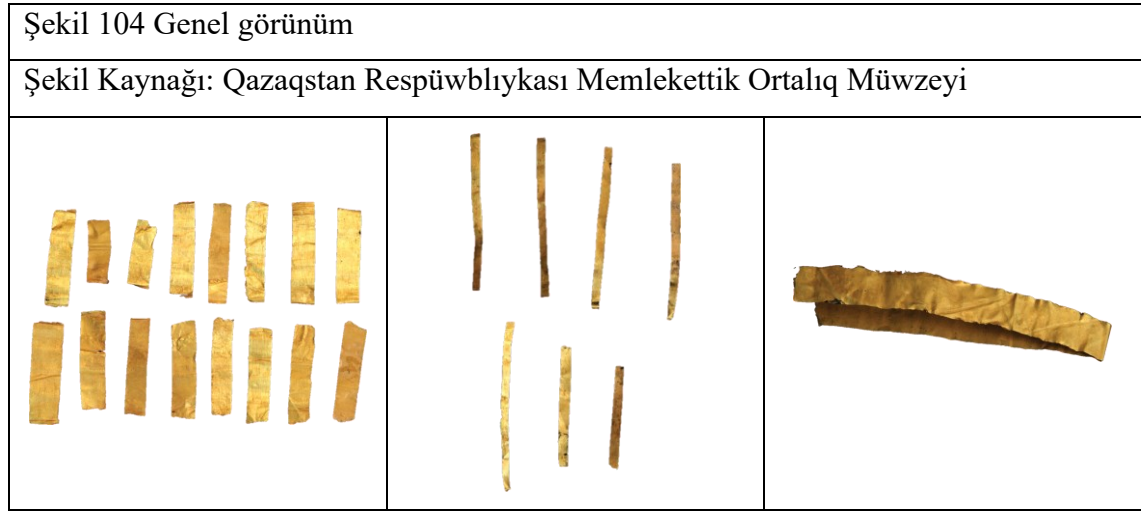 Şekil 104 Genel görünüm
Şekil Kaynağı: Qazaqstan Respüwblıykası Memlekettik Ortalıq Müwzeyi